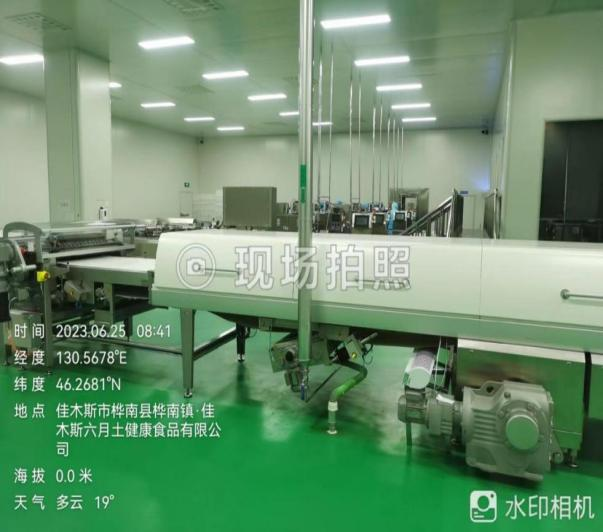 现场拍照
时间 2023.06.25 08:41
经度 130.5678°E
纬度 46.2681°N
地点 佳木斯市桦南县桦南镇·佳
木斯六月土健康食品有限公
司
海拔 0.0 米
天气 多云 19°
水印相机